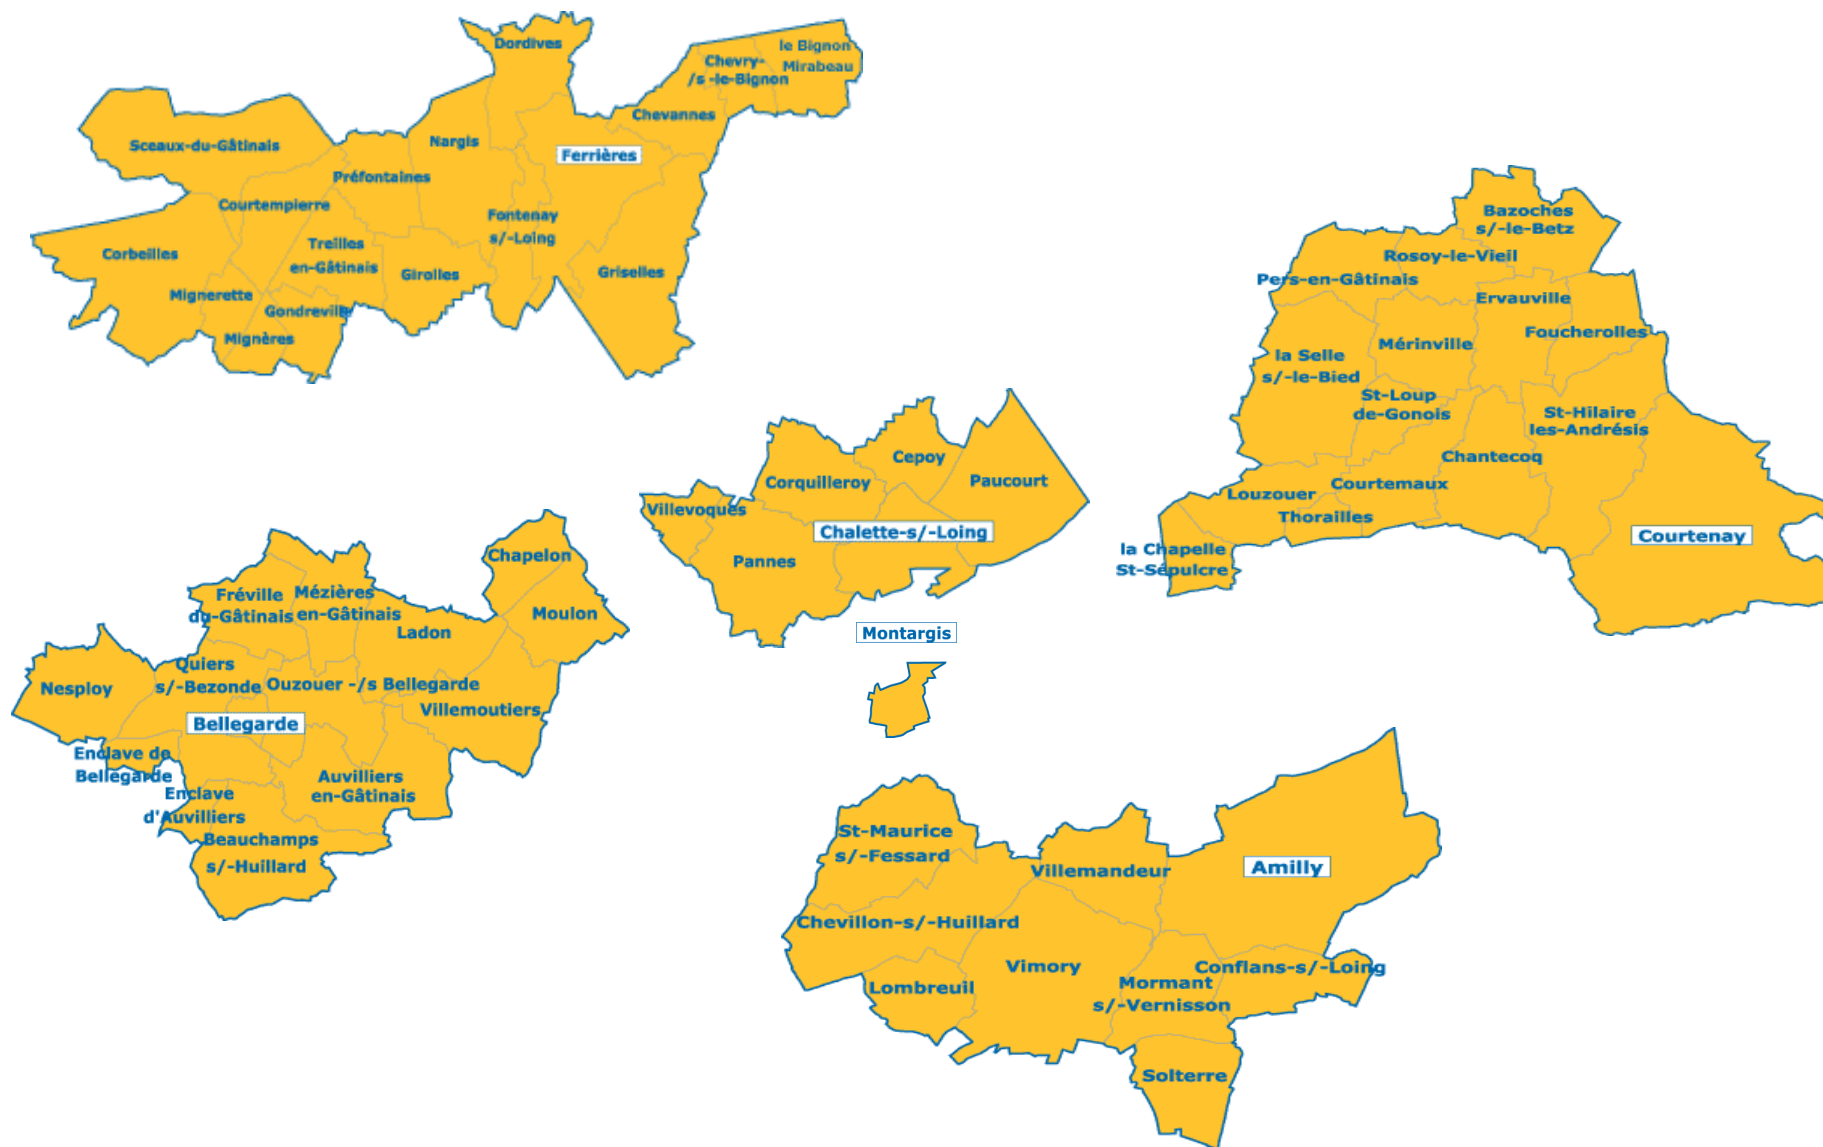 Dordives
le Bignon
Mirabeau
Chevry-
/s -le-Bignon
Chevannes
Nargis
Sceaux-du-Gâtinais
Ferrières
Préfontaines
Courtempierre
Fontenay
s/-Loing
Treilles
en-Gâtinais
Corbeilles
Girolles
Griselles
Mignerette
Gondreville
Mignères
Bazoches
s/-le-Betz
Rosoy-le-Vieil
Pers-en-Gâtinais
Ervauville
Foucherolles
Mérinville
la Selle
s/-le-Bied
St-Loup
de-Gonois
St-Hilaire
les-Andrésis
Chantecoq
Courtemaux
Louzouer
Thorailles
Courtenay
la Chapelle
St-Sépulcre
Cepoy
Corquilleroy
Paucourt
Villevoques
Chalette-s/-Loing
Pannes
Montargis
Chapelon
Fréville
du-Gâtinais
Mézières
en-Gâtinais
Moulon
Ladon
Quiers
s/-Bezonde
Nesploy
Ouzouer -/s Bellegarde
Villemoutiers
Bellegarde
Enclave de
Bellegarde
Auvilliers
en-Gâtinais
Enclave
d'Auvilliers
Beauchamps
s/-Huillard
St-Maurice
s/-Fessard
Villemandeur
Amilly
Chevillon-s/-Huillard
Vimory
Conflans-s/-Loing
Lombreuil
Mormant
s/-Vernisson
Solterre